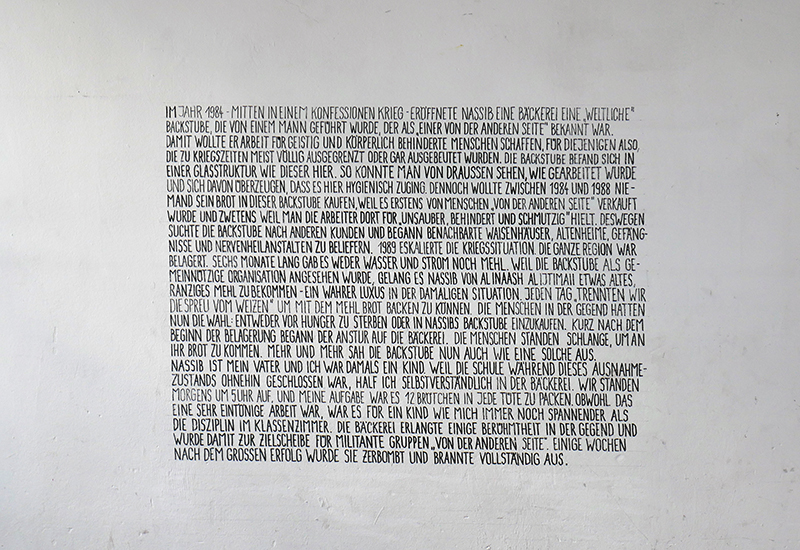 IM JAHR 1984 - MITTEN IN EINEM KONFESSIONEN KRIEG - ERÖFFNETE NASSIB EINE BÄCKEREI EINE „WELTLICHE"
BACKSTUBE, DIE VON EINEM MANN GEFÜHRT WURDE, DER ALS „EINER VON DER ANDEREN SEITE" BEKANNT WAR.
DAMIT WOLLTE ER ARBEIT FÜR GEISTIG UND KÖRPERLICH BEHINDERTE MENSCHEN SCHAFFEN, FÜR DIEJENIGEN ALSO,
DIE ZU KRIEGSZEITEN MEIST VÖLLIG AUSGEGRENZT ODER GAR AUSGEBEUTET WURDEN. DIE BACKSTUBE BEFAND SICH IN
EINER GLASSTRUKTUR WIE DIESER HIER. SO KONNTE MAN VON DRAUSSEN SEHEN, WIE GEARBEITET WURDE
UND SICH DAVON ÜBERZEUGEN, DASS ES HIER HYGIENISCH ZUGING. DENNOCH WOLLTE ZWISCHEN 1984 UND 1988 NIE-
MAND SEIN BROT IN DIESER BACKSTUBE KAUFEN, WEIL ES ERSTENS VON MENSCHEN „VON DER ANDEREN SEITE" VERKAUFT
WURDE UND ZWETENS WEIL MAN DIE ARBEITER DORT FÜR „UNSAUBER, BEHINDERT UND SCHMUTZIG" HIELT. DESWEGEN
SUCHTE DIE BACKSTUBE NACH ANDEREN KUNDEN UND BEGANN BENACHBARTE WAISENHÄUSER, ALTENHEIME, GEFÄNG-
NISSE UND NERVENHEILANSTALTEN ZU BELIEFERN. 1989 ESKALIERTE DIE KRIEGSSITUATION. DIE GANZE REGION WAR
BELAGERT. SECHS MONATE LANG GAB ES WEDER WASSER UND STROM NOCH MEHL. WEIL DIE BACKSTUBE ALS GE-
MEINNÖTZIGE ORGANISATION ANGESEHEN WURDE, GELANG ES NASSIB VON AL INAASH AL IJTIMAII ETWAS ALTES,
RANZIGES MEHL ZU BEKOMMEN - EIN WAHRER LUXUS IN DER DAMALIGEN SITUATION. JEDEN TAG „TRENNTEN WIR
DIE SPREU VOM WEIZEN" UM MIT DEM MEHL BROT BACKEN ZU KÖNNEN. DIE MENSCHEN IN DER GEGEND HATTEN
NUN DIE WAHL: ENTWEDER VOR HUNGER ZU STERBEN ODER IN NASSIBS BACKSTUBE EINZUKAUFEN. KURZ NACH DEM
BEGINN DER BELAGERUNG BEGANN DER ANSTUR AUF DIE BÄCKEREI. DIE MENSCHEN STANDEN SCHLANGE, UM AN
IHR BROT ZU KOMMEN. MEHR UND MEHR SAH DIE BACKSTUBE NUN AUCH WIE EINE SOLCHE AUS.
NASSIB IST MEIN VATER UND ICH WAR DAMALS EIN KIND. WEIL DIE SCHULE WÄHREND DIESES AUSNAHME-
ZUSTANDS OHNEHIN GESCHLOSSEN WAR, HALF ICH SELBSTVERSTÄNDLICH IN DER BÄCKEREI. WIR STANDEN
MORGENS UM 5 UHR AUF, UND MEINE AUFGABE WAR ES 12 BRÖTCHEN IN JEDE TÜTE ZU PACKEN. OBWOHL DAS
EINE SEHR EINTÖNIGE ARBEIT WAR, WAR ES FÜR EIN KIND WIE MICH IMMER NOCH SPANNENDER ALS
DIE DISZIPLIN IM KLASSENZIMMER. DIE BÄCKEREI ERLANGTE EINIGE BERÜHMTHEIT IN DER GEGEND UND
WURDE DAMIT ZUR ZIELSCHEIBE FÜR MILITANTE GRUPPEN „VON DER ANDEREN SEITE". EINIGE WOCHEN
NACH DEM GROSSEN ERFOLG WURDE SIE ZERBOMBT UND BRANNTE VOLLSTÄNDIG AUS.